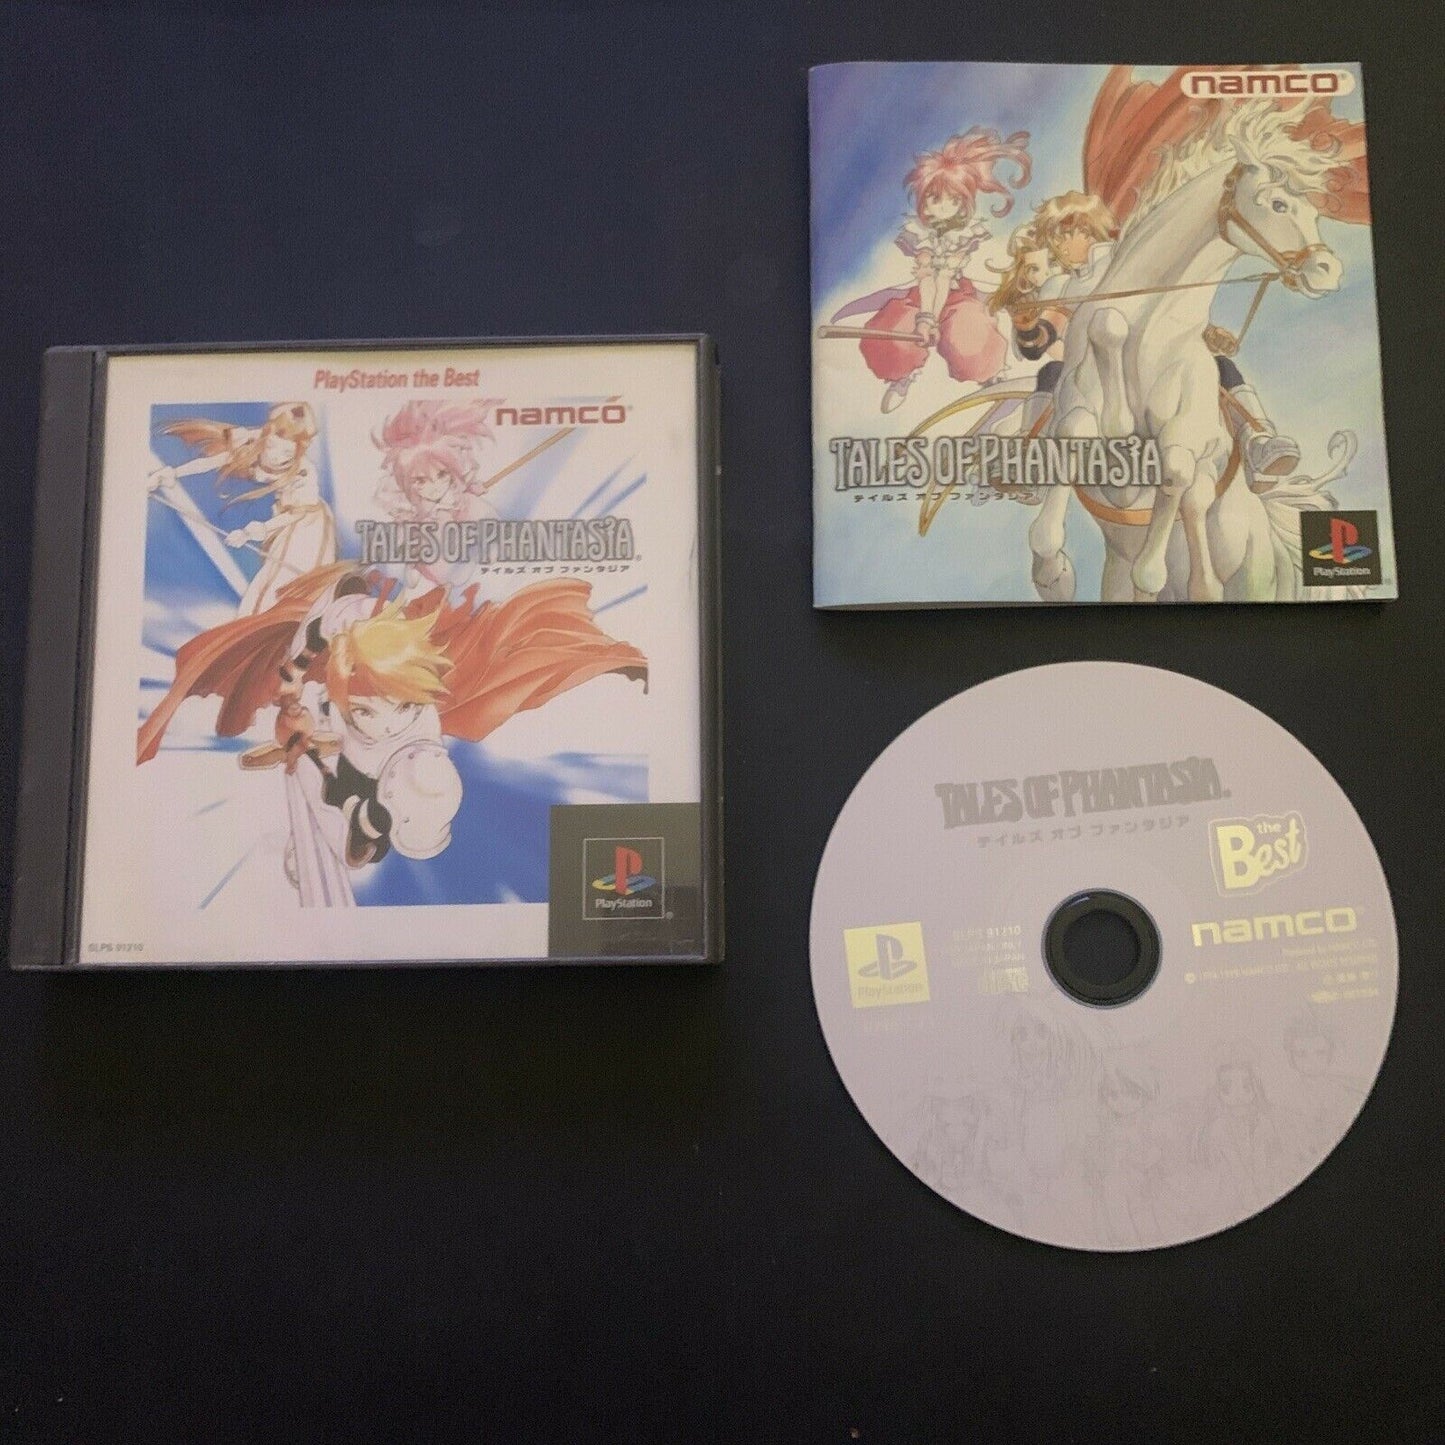 PlayStation the Best
namco
TALES OF PHANTASIA
テイルズ オブ ファンタジア
PlayStation
SLPS 91210
namco
TALES OF PHANTASIA
テイルズ オブ ファンタジア
PlayStation
TALES OF PHANTASIA
テイルズ オブ ファンタジア
the
Best
namco
PlayStation
SLPS 91210